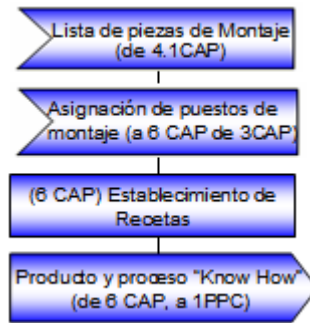 Lista de piezas de Montaje
(de 4.1CAP)
Asignación de puestos de
montaje (a 6 CAP de 3CAP)
(6 CAP) Establecimiento de
Recetas
Producto y proceso "Know How"
(de 6 CAP, a 1PPC)